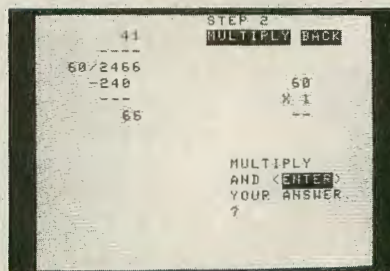 STEP 2
MULTIPLY BACK
41
----
60/2466
-240
---
66
60
X 1
--
MULTIPLY
AND <ENTER>
YOUR ANSWER.
?